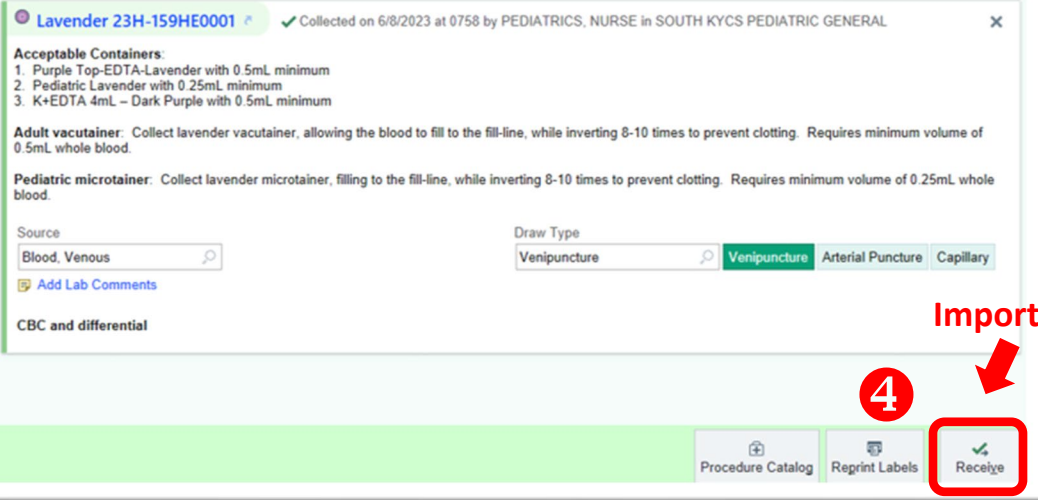 Lavender 23H-159HE0001 Collected on 6/8/2023 at 0758 by PEDIATRICS, NURSE in SOUTH KYCS PEDIATRIC GENERAL
Acceptable Containers:
1. Purple Top-EDTA-Lavender with 0.5mL minimum
2. Pediatric Lavender with 0.25mL minimum
3. K+EDTA 4mL – Dark Purple with 0.5mL minimum
Adult vacutainer: Collect lavender vacutainer, allowing the blood to fill to the fill-line, while inverting 8-10 times to prevent clotting. Requires minimum volume of
0.5mL whole blood.
Pediatric microtainer: Collect lavender microtainer, filling to the fill-line, while inverting 8-10 times to prevent clotting. Requires minimum volume of 0.25mL whole
blood.
Source Draw Type
Blood, Venous Venipuncture Venipuncture Arterial Puncture Capillary
Add Lab Comments
CBC and differential
Import
4
Procedure Catalog Reprint Labels Receive